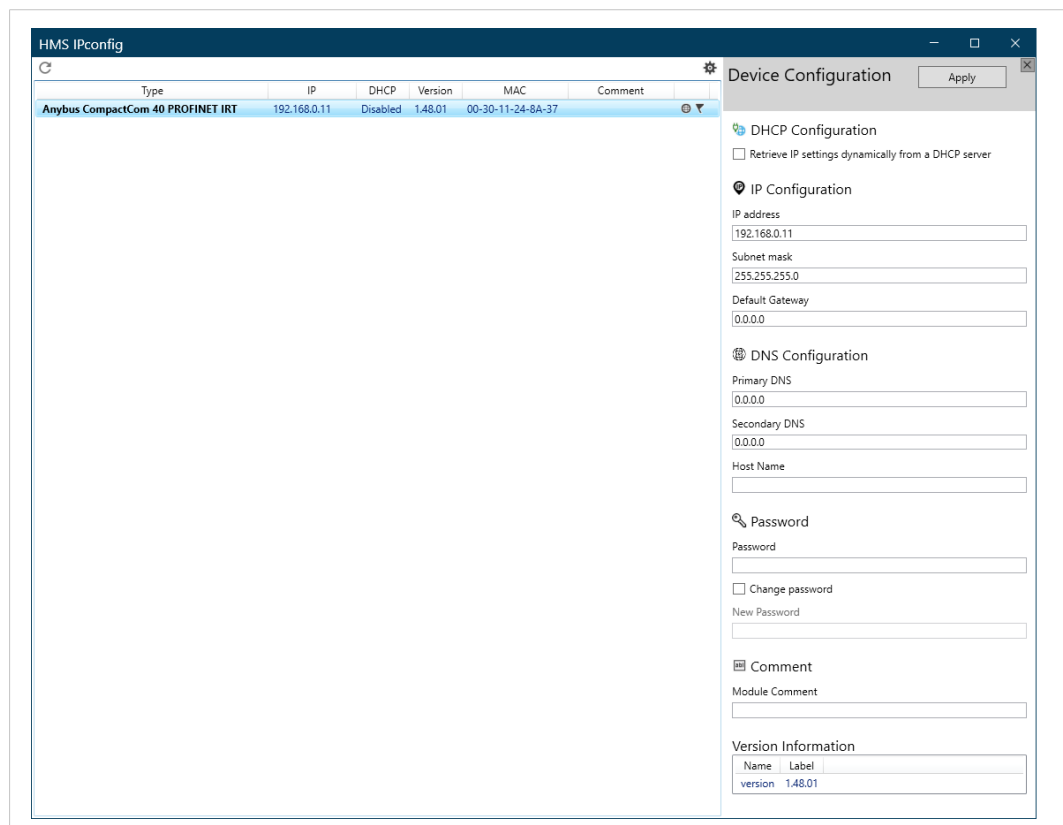 HMS IPconfig
Type IP DHCP Version MAC Comment
Anybus CompactCom 40 PROFINET IRT 192.168.0.11 Disabled 1.48.01 00-30-11-24-8A-37
Device Configuration
Apply
DHCP Configuration
Retrieve IP settings dynamically from a DHCP server
IP Configuration
IP address
192.168.0.11
Subnet mask
255.255.255.0
Default Gateway
0.0.0.0
DNS Configuration
Primary DNS
0.0.0.0
Secondary DNS
0.0.0.0
Host Name
Password
Password
Change password
New Password
Comment
Module Comment
Version Information
Name Label
version 1.48.01